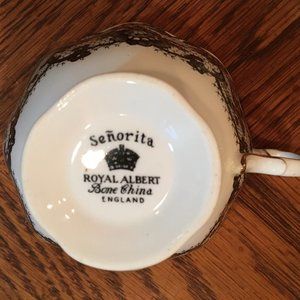 Señorita
ROYAL ALBERT
Bone China
ENGLAND